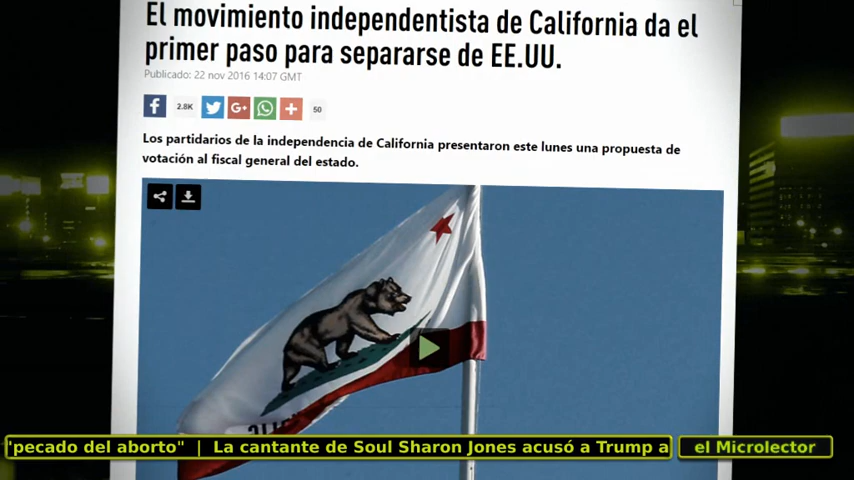 El movimiento independentista de California da el
primer paso para separarse de EE.UU.
Publicado: 22 nov 2016 14:07 GMT
2.8K
50
Los partidarios de la independencia de California presentaron este lunes una propuesta de
votación al fiscal general del estado.
"pecado del aborto" | La cantante de Soul Sharon Jones acusó a Trump a
el Microlector